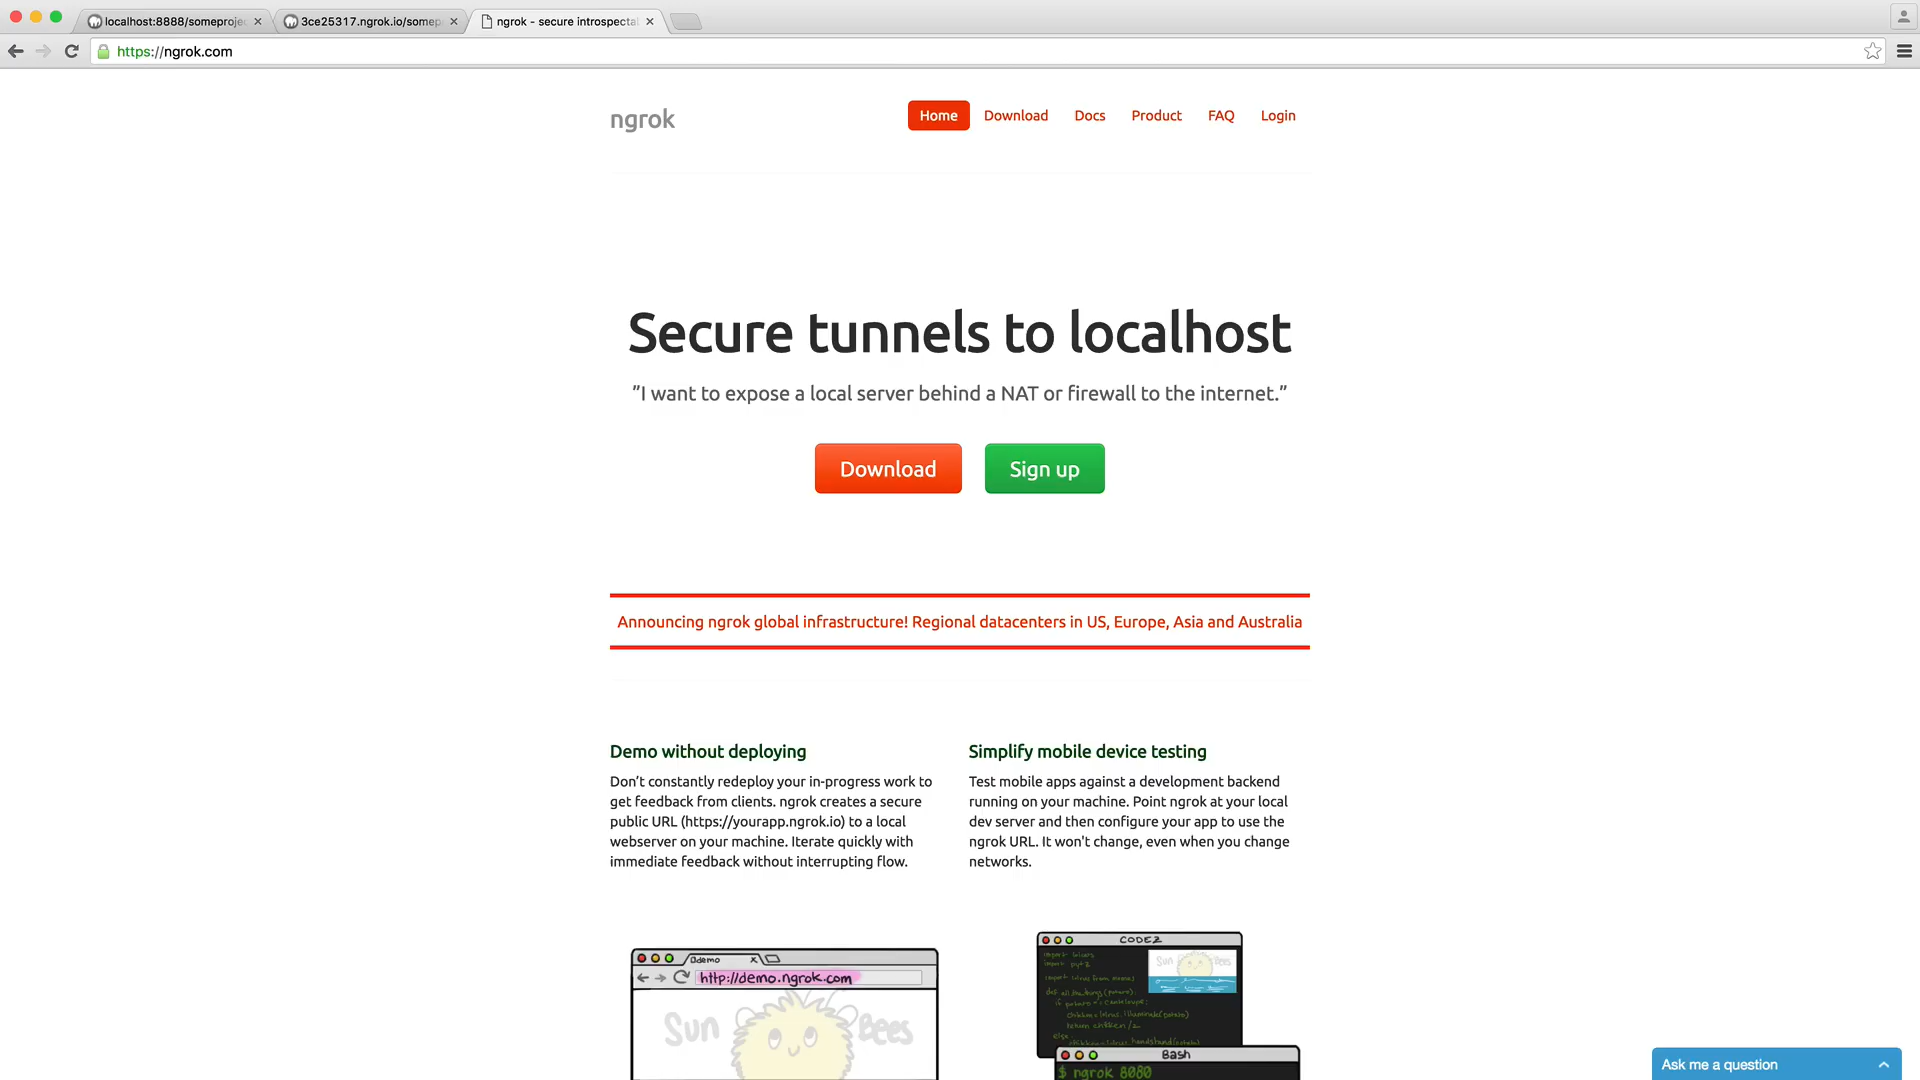 localhost:8888/someprojec
3ce25317.ngrok.io/somep
ngrok - secure introspecta
https://ngrok.com
ngrok
Home
Download
Docs
Product
FAQ
Login
Secure tunnels to localhost
”I want to expose a local server behind a NAT or firewall to the internet.”
Download
Sign up
Announcing ngrok global infrastructure! Regional datacenters in US, Europe, Asia and Australia
Demo without deploying
Don’t constantly redeploy your in-progress work to
get feedback from clients. ngrok creates a secure
public URL (https://yourapp.ngrok.io) to a local
webserver on your machine. Iterate quickly with
immediate feedback without interrupting flow.
Simplify mobile device testing
Test mobile apps against a development backend
running on your machine. Point ngrok at your local
dev server and then configure your app to use the
ngrok URL. It won't change, even when you change
networks.
demo
http://demo.ngrok.com
Sun Bees
CODEZ
Sun Bees
Bash
$ ngrok 8080
Ask me a question